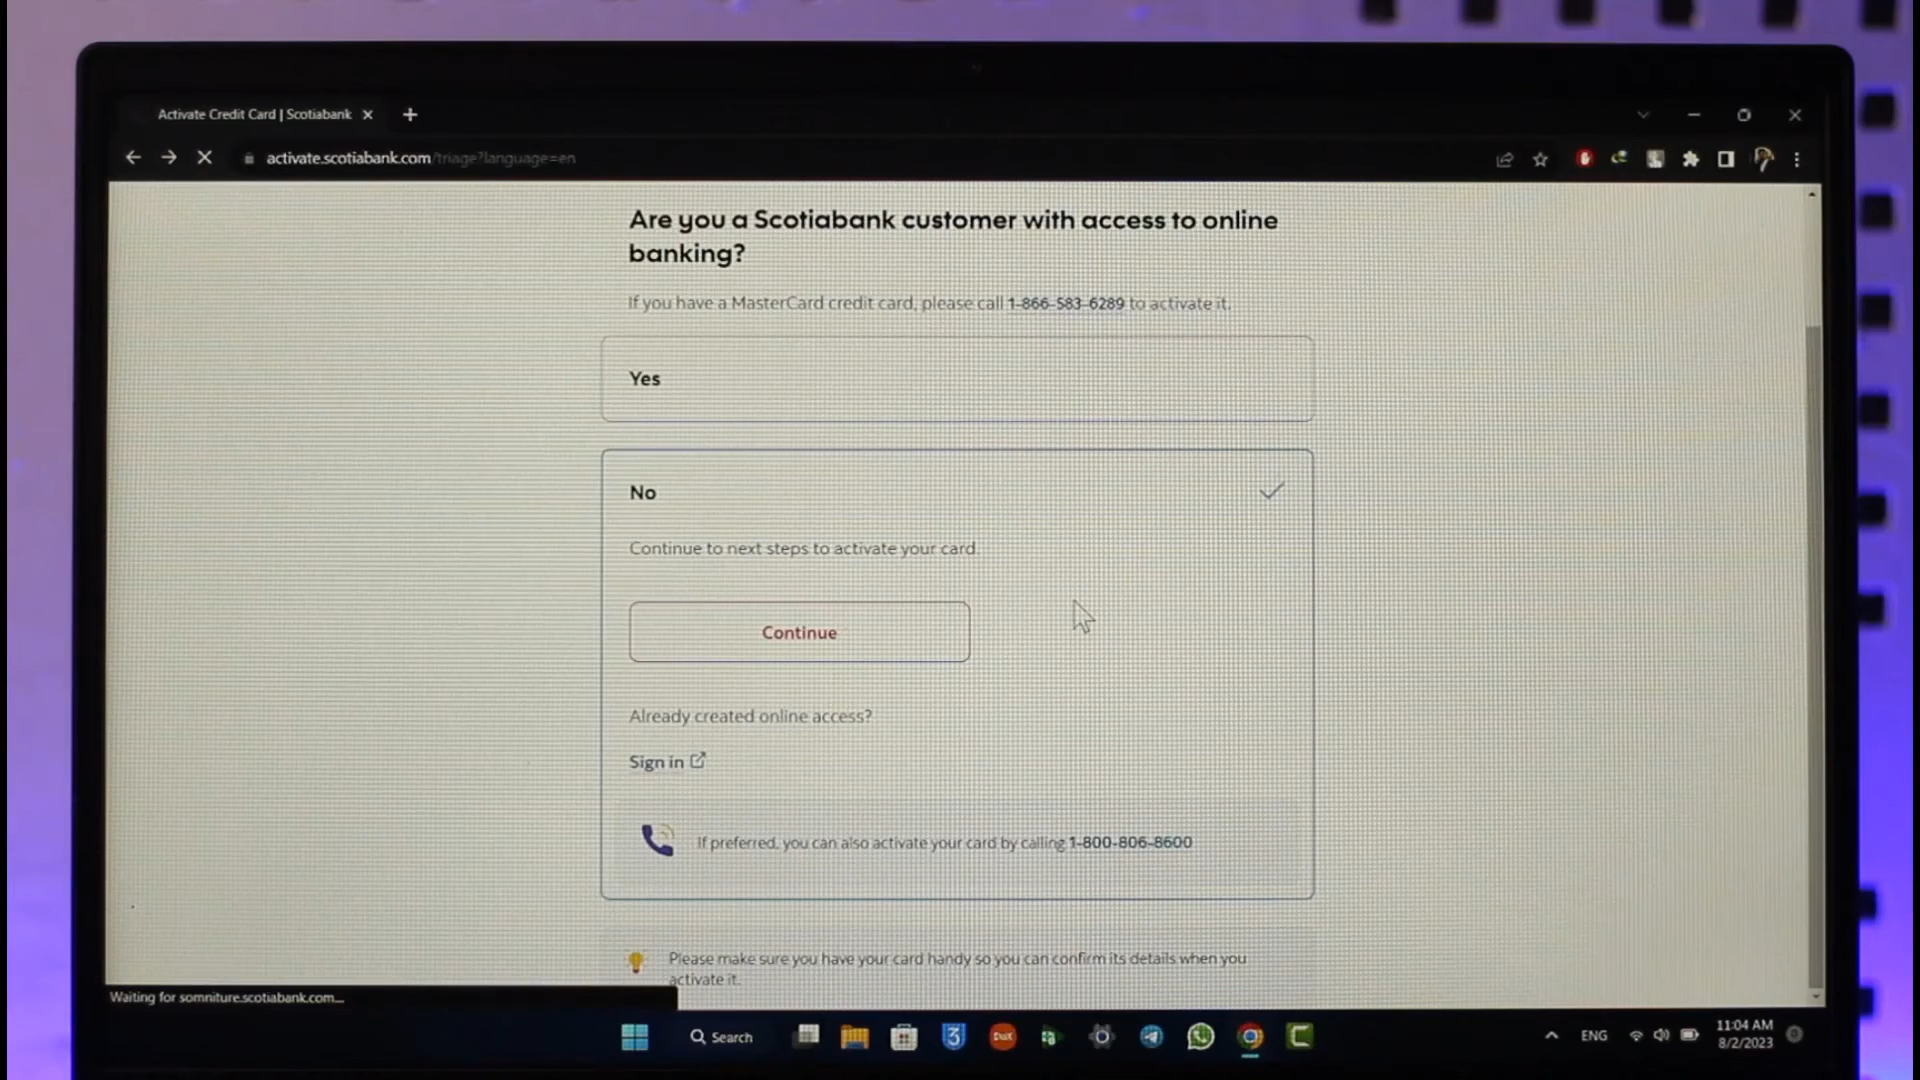 Activate Credit Card | Scotiabank
activate.scotiabank.com/triage?language=en
Are you a Scotiabank customer with access to online
banking?
If you have a MasterCard credit card, please call 1-866-583-6289 to activate it.
Yes
No
Continue to next steps to activate your card.
Continue
Already created online access?
Sign in
If preferred, you can also activate your card by calling 1-800-806-8600
Please make sure you have your card handy so you can confirm its details when you
activate it.
Waiting for somniture.scotiabank.com...
Search
3
ENG
11:04 AM
8/2/2023